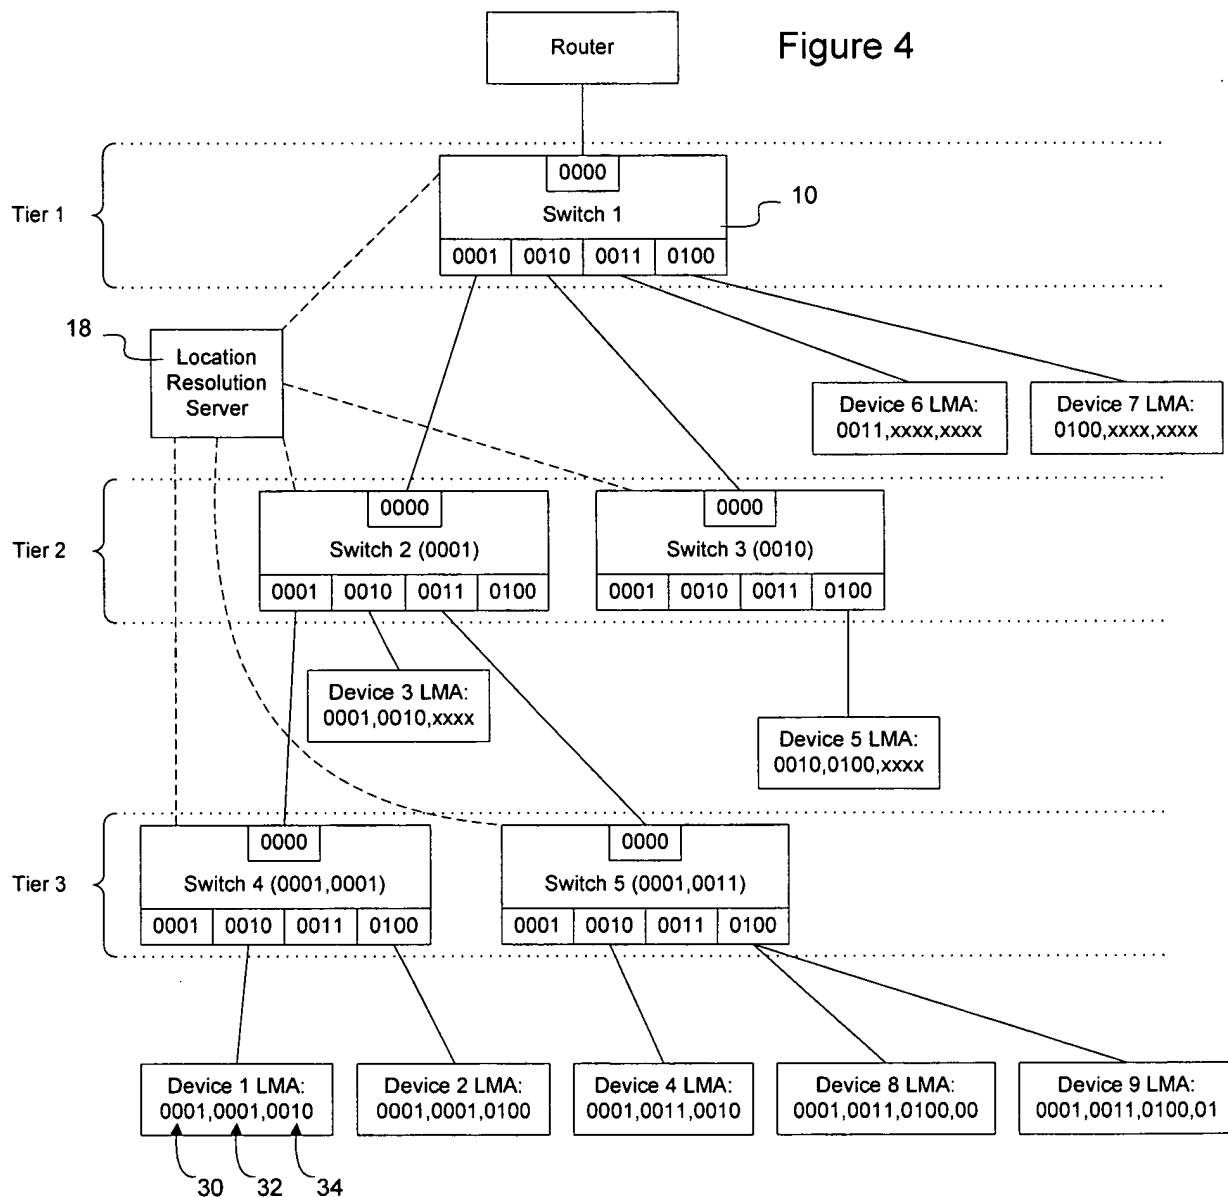 Figure 4
Router
Tier 1
0000
Switch 1
10
0001 0010 0011 0100
18
Location
Resolution
Server
Device 6 LMA:
0011,xxxx,xxxx
Device 7 LMA:
0100,xxxx,xxxx
Tier 2
0000
Switch 2 (0001)
0001 0010 0011 0100
0000
Switch 3 (0010)
0001 0010 0011 0100
Device 3 LMA:
0001,0010,xxxx
Device 5 LMA:
0010,0100,xxxx
Tier 3
0000
Switch 4 (0001,0001)
0001 0010 0011 0100
0000
Switch 5 (0001,0011)
0001 0010 0011 0100
Device 1 LMA:
0001,0001,0010
Device 2 LMA:
0001,0001,0100
Device 4 LMA:
0001,0011,0010
Device 8 LMA:
0001,0011,0100,00
Device 9 LMA:
0001,0011,0100,01
30 32 34